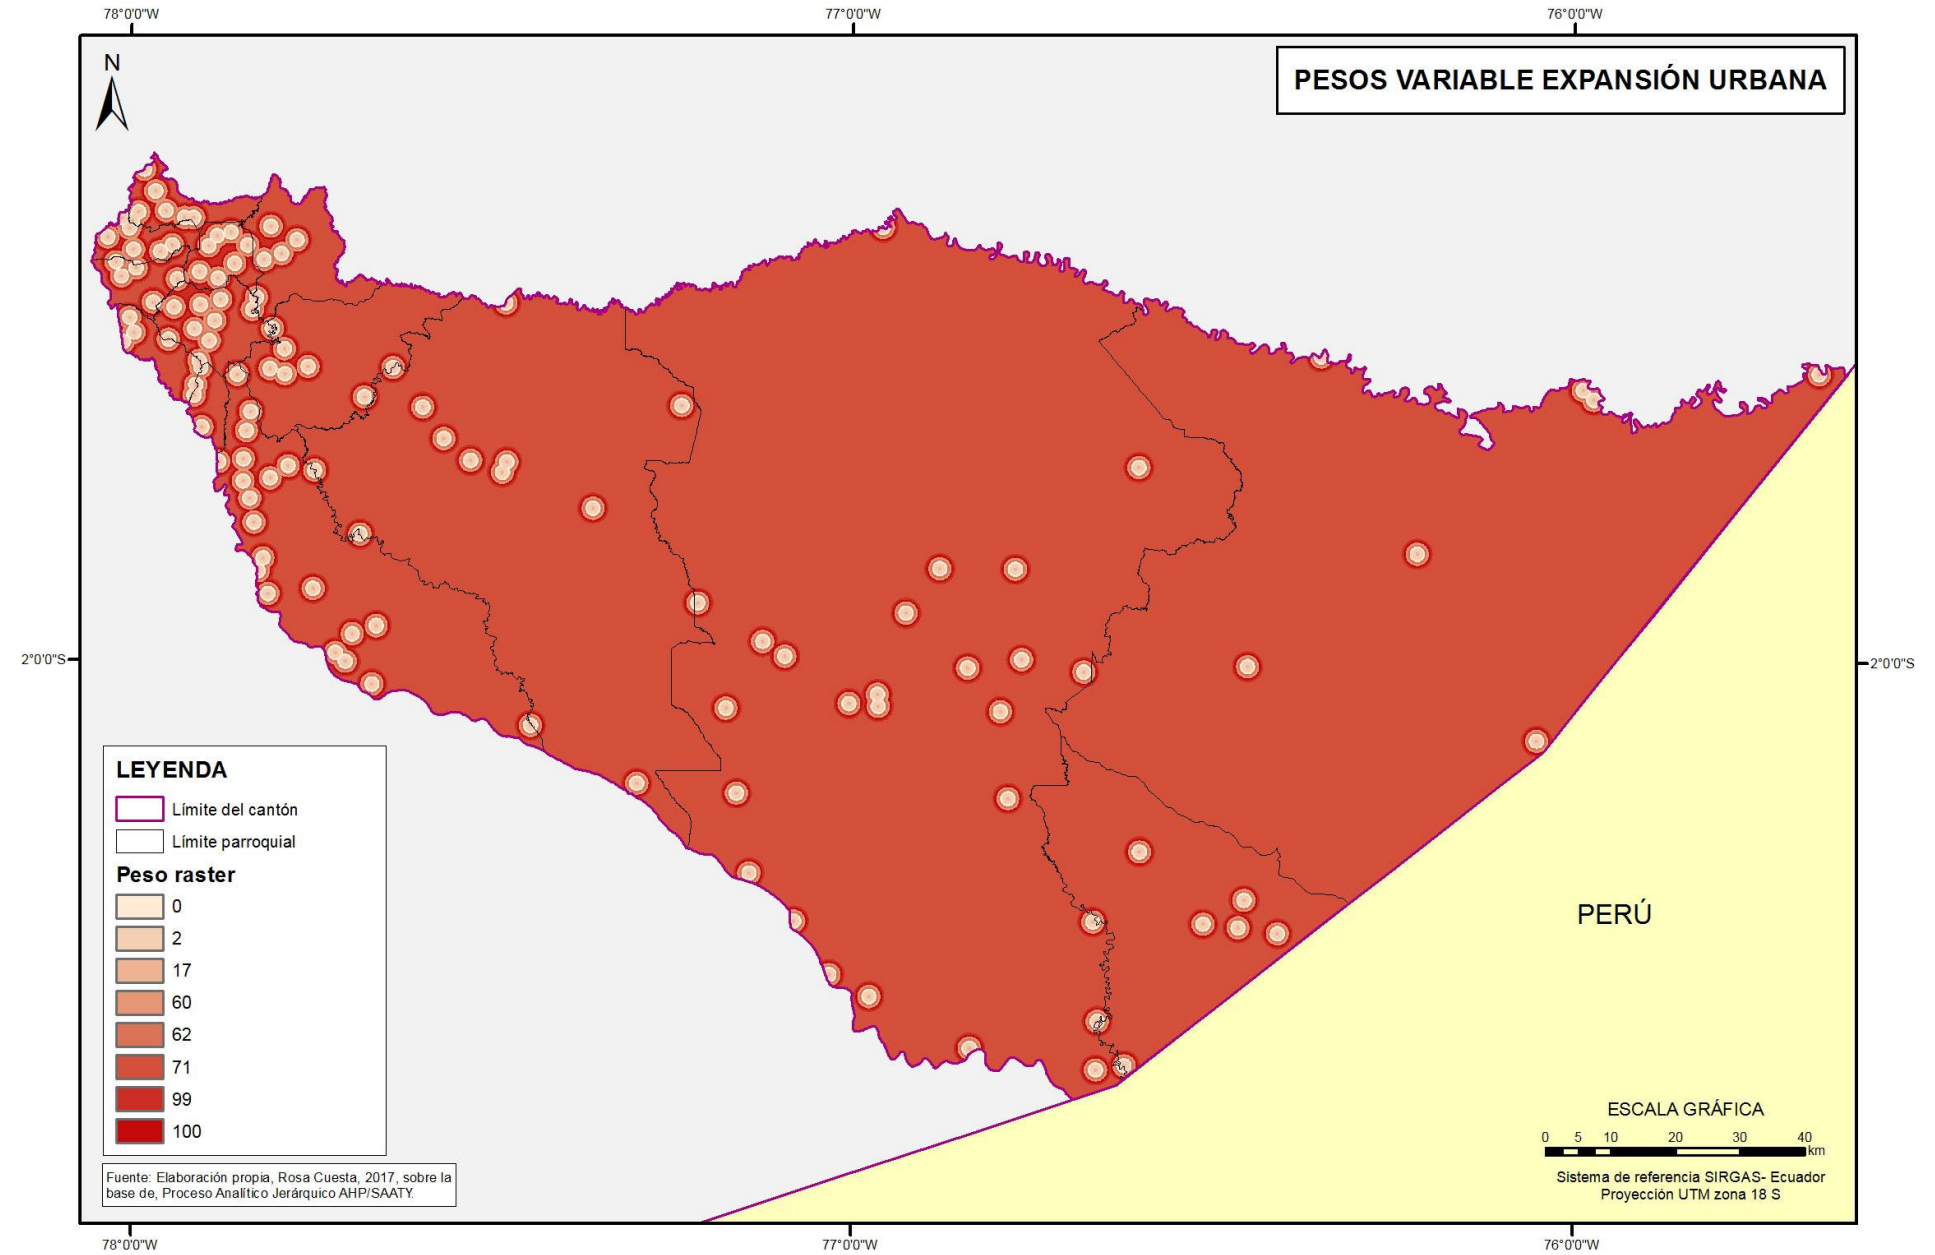 78°0'0"W
77°0'0"W
76°0'0"W
N
PESOS VARIABLE EXPANSIÓN URBANA
2°0'0"S
2°0'0"S
LEYENDA
Límite del cantón
Límite parroquial
Peso raster
0
2
17
60
62
71
99
100
PERÚ
ESCALA GRÁFICA
0 5 10 20 30 40
km
Sistema de referencia SIRGAS- Ecuador
Proyección UTM zona 18 S
Fuente: Elaboración propia, Rosa Cuesta, 2017, sobre la
base de, Proceso Analítico Jerárquico AHP/SAATY.
78°0'0"W
77°0'0"W
76°0'0"W